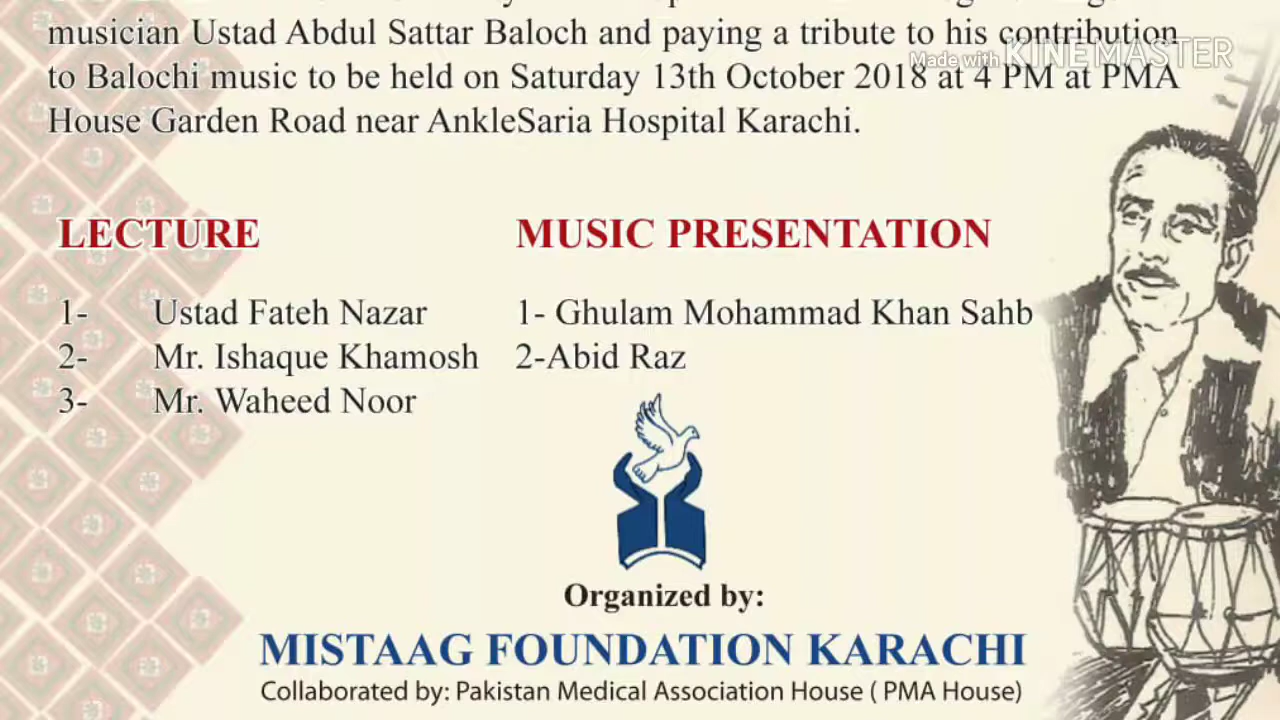 musician Ustad Abdul Sattar Baloch and paying a tribute to his contribution
Made with KINEMASTER
to Balochi music to be held on Saturday 13th October 2018 at 4 PM at PMA
House Garden Road near AnkleSaria Hospital Karachi.
LECTURE
1- Ustad Fateh Nazar
2- Mr. Ishaque Khamosh
3- Mr. Waheed Noor
MUSIC PRESENTATION
1- Ghulam Mohammad Khan Sahb
2-Abid Raz
Organized by:
MISTAAG FOUNDATION KARACHI
Collaborated by: Pakistan Medical Association House ( PMA House)